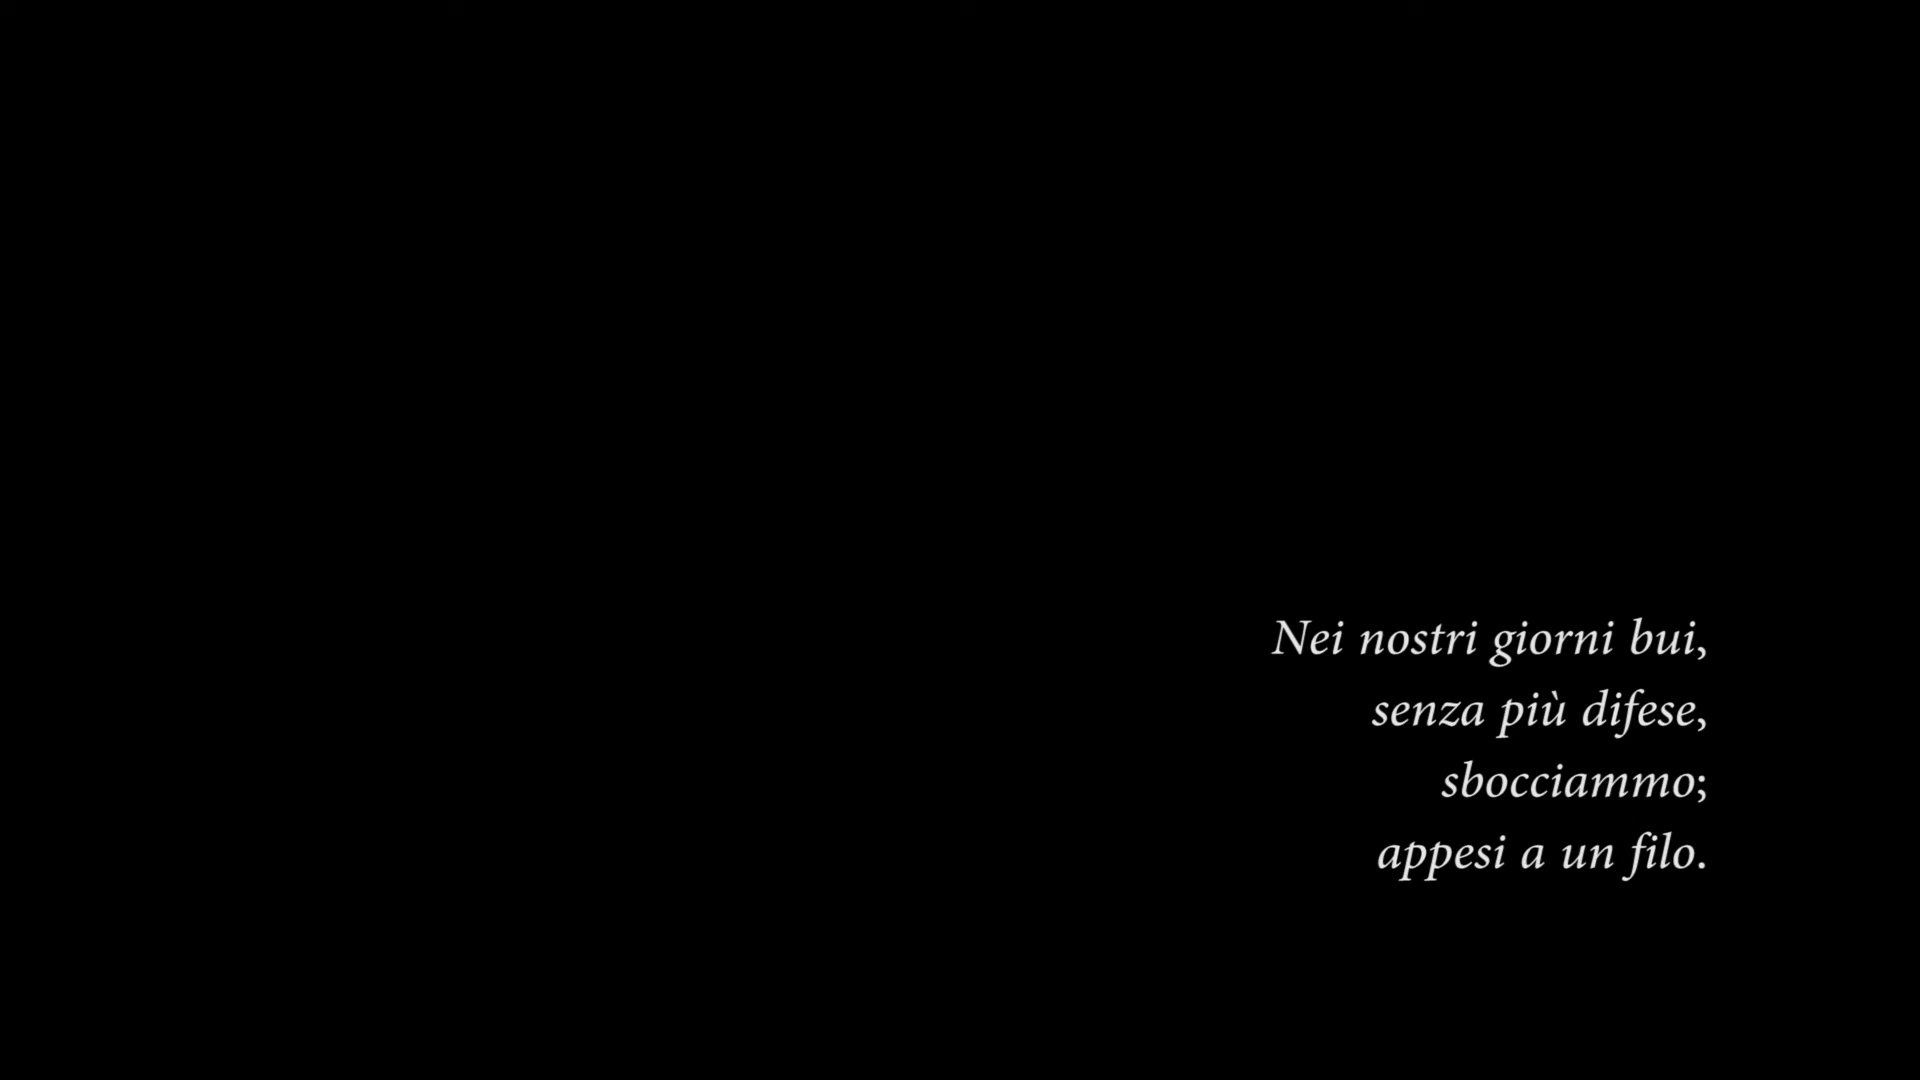 Nei nostri giorni bui,
senza più difese,
sbocciammo;
appesi a un filo.